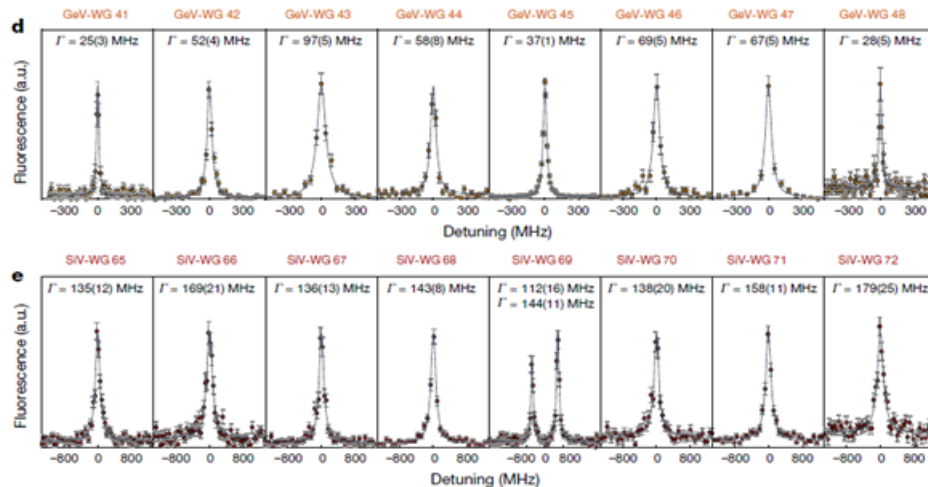 d
GeV-WG 41 GeV-WG 42 GeV-WG 43 GeV-WG 44 GeV-WG 45 GeV-WG 46 GeV-WG 47 GeV-WG 48
Γ = 25(3) MHz Γ = 52(4) MHz Γ = 97(5) MHz Γ = 58(8) MHz Γ = 37(1) MHz Γ = 69(5) MHz Γ = 67(5) MHz Γ = 28(5) MHz
Fluorescence (a.u.)
−300 0 300 −300 0 300 −300 0 300 −300 0 300 −300 0 300 −300 0 300 −300 0 300 −300 0 300
Detuning (MHz)
e
SiV-WG 65 SiV-WG 66 SiV-WG 67 SiV-WG 68 SiV-WG 69 SiV-WG 70 SiV-WG 71 SiV-WG 72
Γ = 135(12) MHz Γ = 169(21) MHz Γ = 136(13) MHz Γ = 143(8) MHz Γ = 112(16) MHz Γ = 138(20) MHz Γ = 158(11) MHz Γ = 179(25) MHz
Γ = 144(11) MHz
Fluorescence (a.u.)
−800 0 800 −800 0 800 −800 0 800 −800 0 800 −800 0 800 −800 0 800 −800 0 800 −800 0 800
Detuning (MHz)